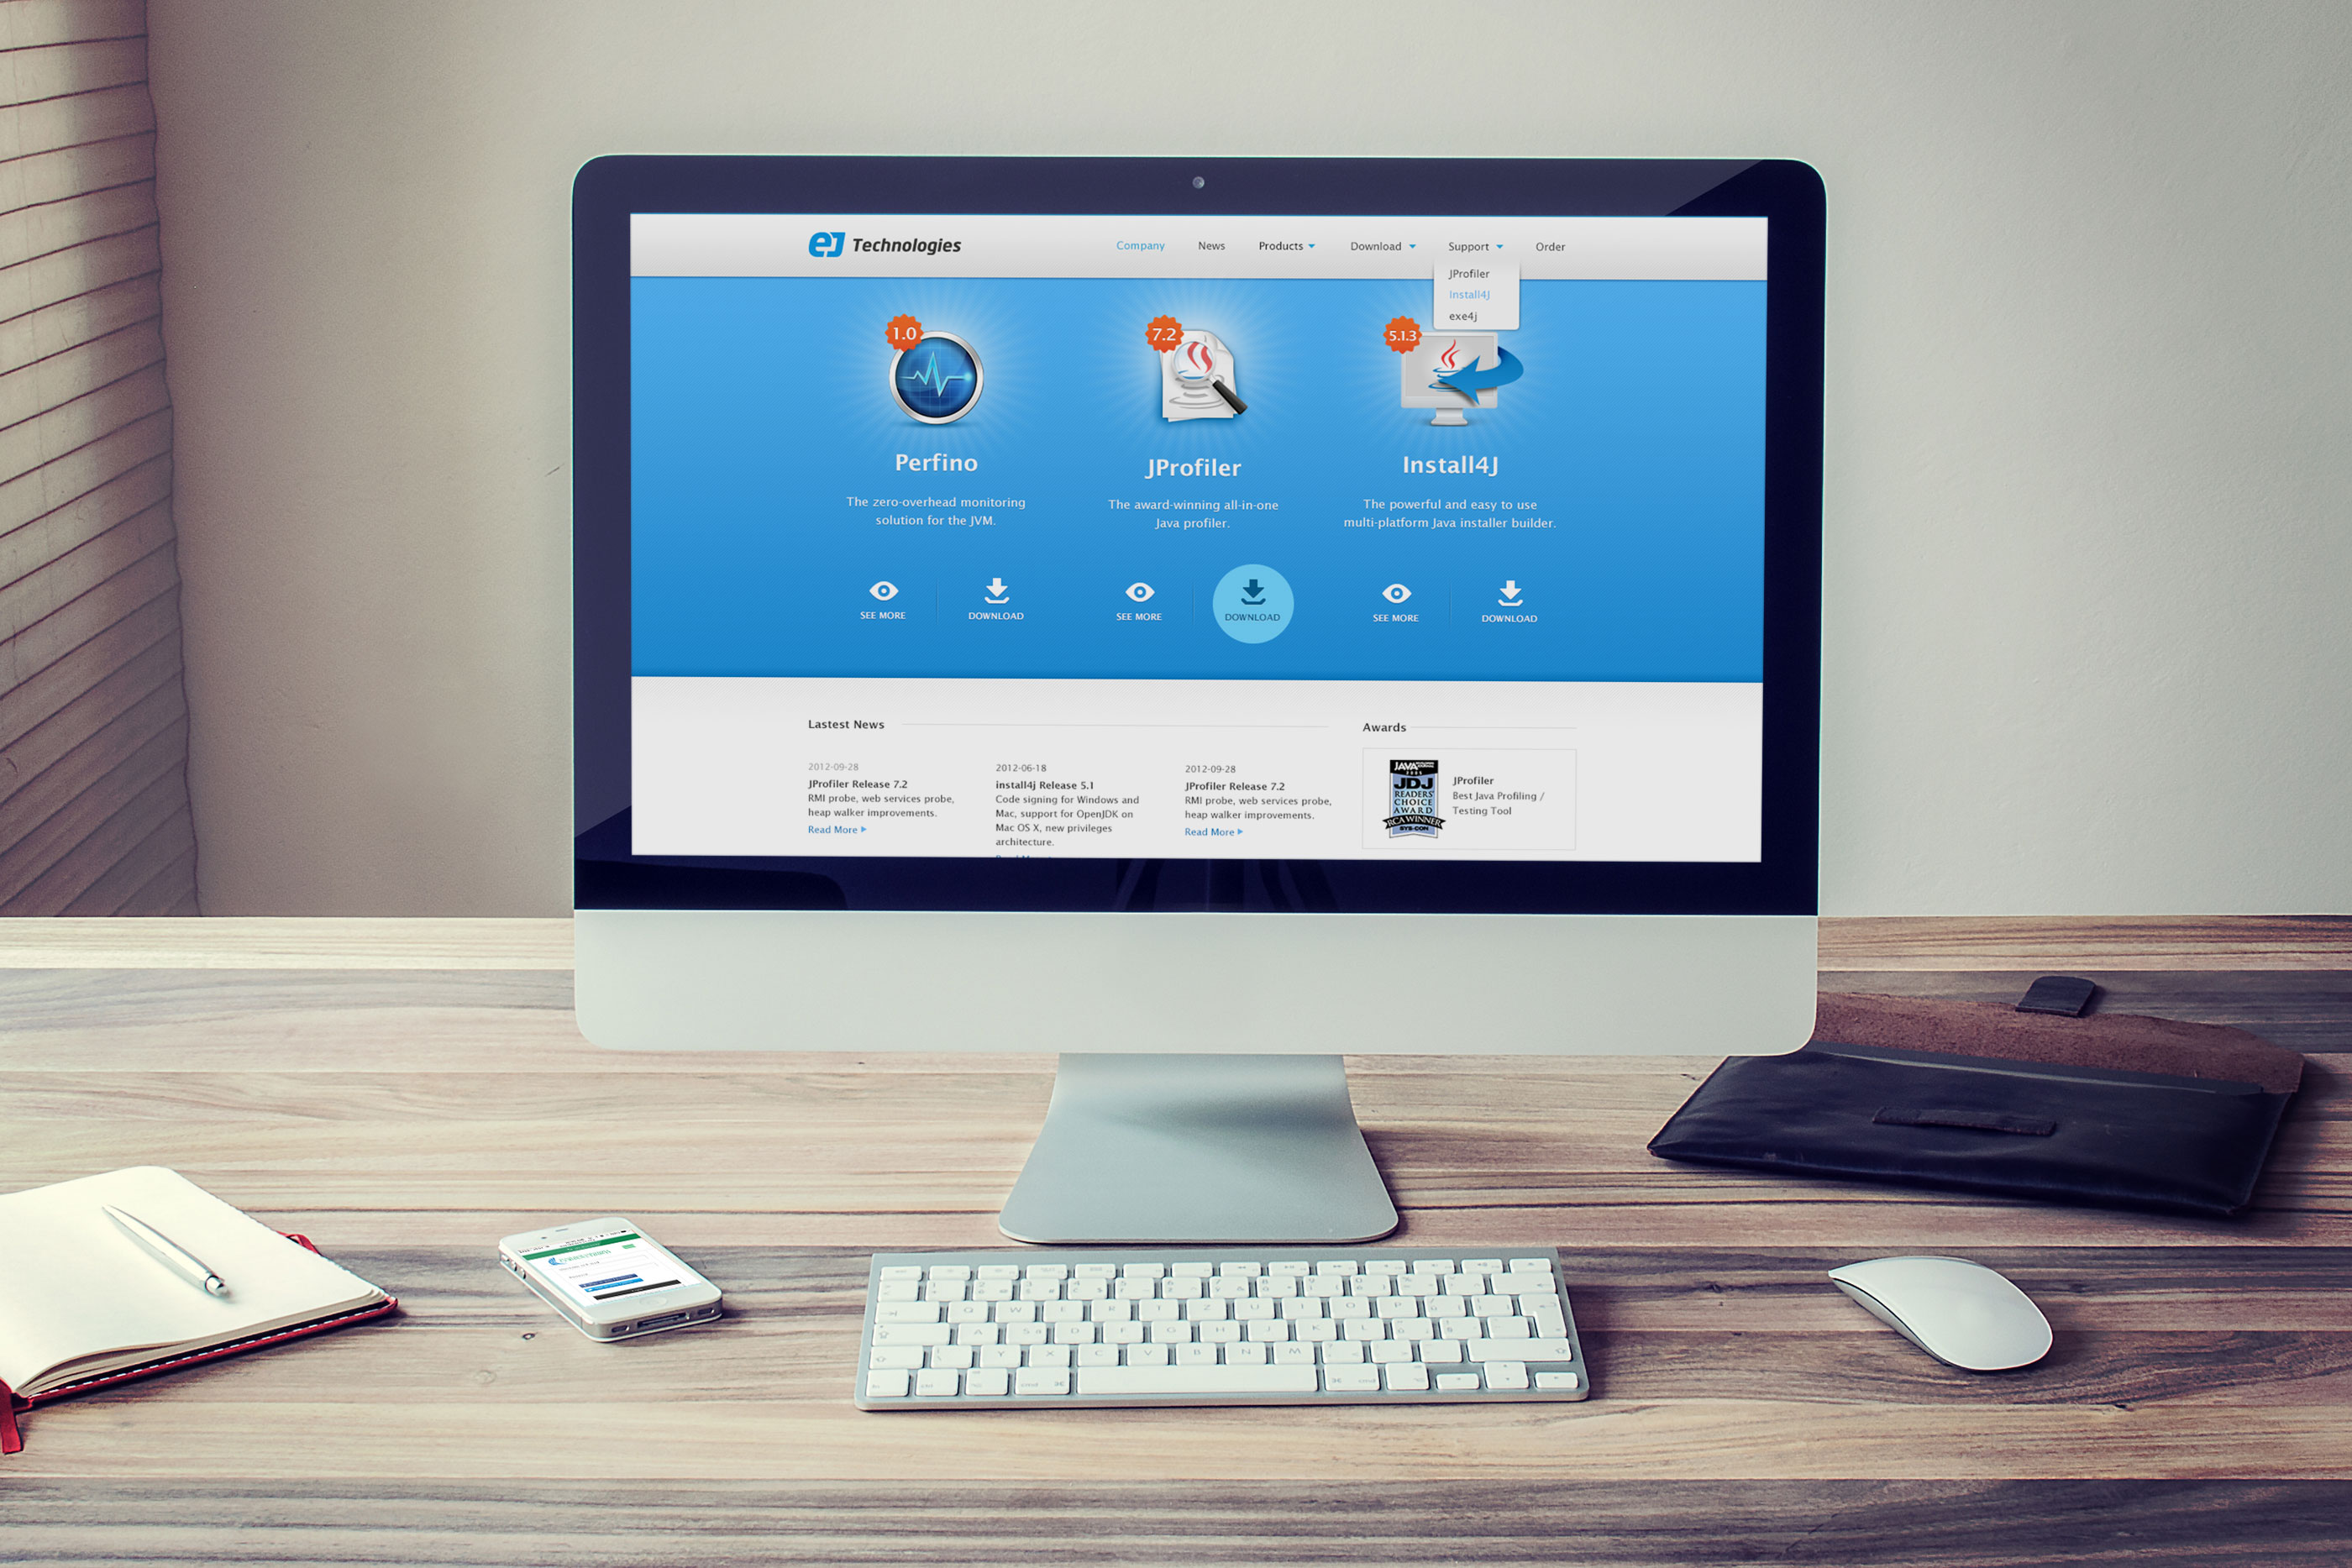 eJ Technologies
Company News Products Download Support Order
JProfiler
Install4J
exe4j
1.0
7.2
5.1.3
Perfino
The zero-overhead monitoring
solution for the JVM.
SEE MORE DOWNLOAD
JProfiler
The award-winning all-in-one
Java profiler.
SEE MORE DOWNLOAD
Install4J
The powerful and easy to use
multi-platform Java installer builder.
SEE MORE DOWNLOAD
Lastest News
2012-09-28
JProfiler Release 7.2
RMI probe, web services probe,
heap walker improvements.
Read More
2012-06-18
install4j Release 5.1
Code signing for Windows and
Mac, support for OpenJDK on
Mac OS X, new privileges
architecture.
2012-09-28
JProfiler Release 7.2
RMI probe, web services probe,
heap walker improvements.
Read More
Awards
JAVA
JDJ
READERS'
CHOICE
AWARD
RCA WINNER
SYS-CON
JProfiler
Best Java Profiling /
Testing Tool
Q W E R T Z U I O P
A S D F G H J K L
Y X C V B N M